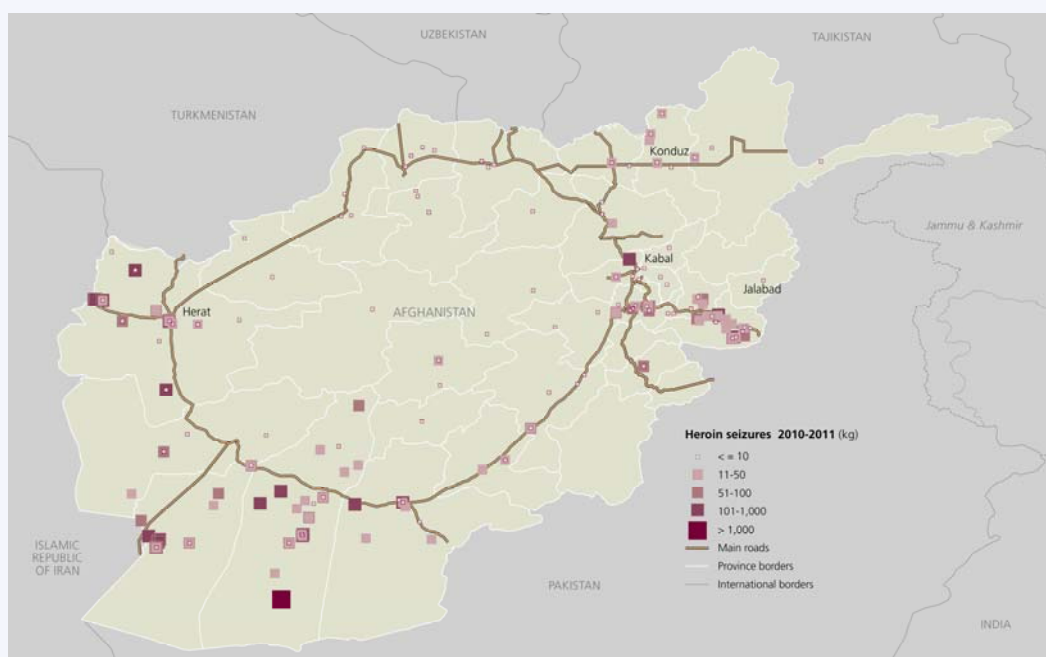 UZBEKISTAN
TAJIKISTAN
TURKMENISTAN
Konduz
Jammu & Kashmir
Kabal
Jalabad
Herat
AFGHANISTAN
Heroin seizures 2010-2011 (kg)
< = 10
11-50
51-100
101-1,000
> 1,000
Main roads
Province borders
International borders
ISLAMIC
REPUBLIC
OF IRAN
PAKISTAN
INDIA